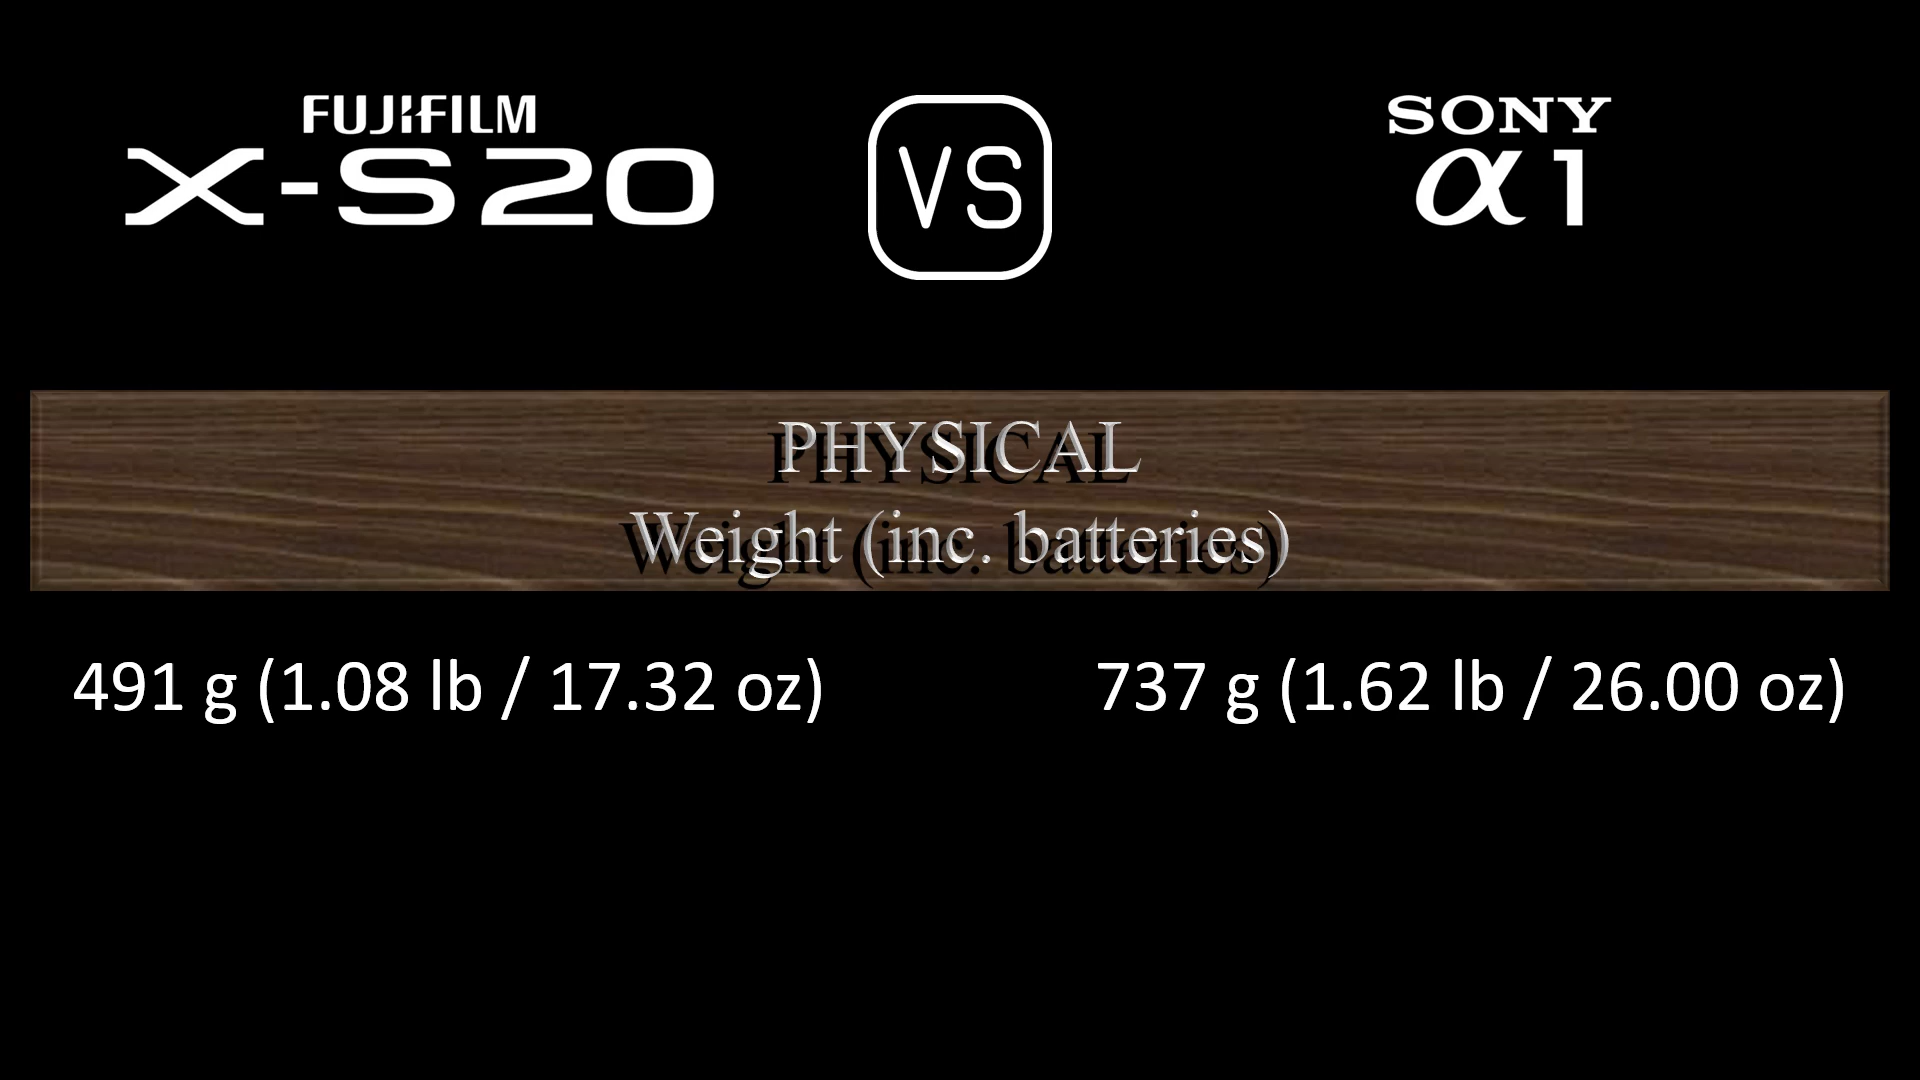 FUJIFILM
X-S20
VS
SONY
α1
PHYSICAL
Weight (inc. batteries)
491 g (1.08 lb / 17.32 oz)
737 g (1.62 lb / 26.00 oz)